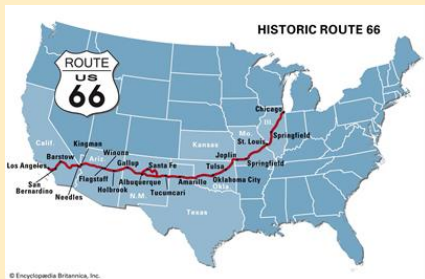 HISTORIC ROUTE 66
ROUTE
US
66
Chicago
Ill.
Springfield
Mo.
St. Louis
Calif.
Kingman
Kansas
Barstow
Winona
Joplin
Springfield
Los Angeles
Ariz
Gallup
Santa Fe
Tulsa
San
Bernardino
Needles
Flagstaff
Holbrook
Albuquerque
Tucumcari
Amarillo
Oklahoma City
Okla
N.M.
Texas
© Encyclopædia Britannica, Inc.